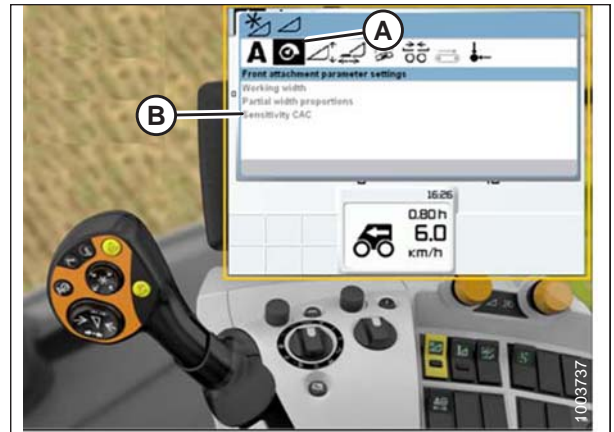 A
A
Front attachment parameter settings
Working width
Partial width proportions
B
Sensitivity CAC
16:26
0.80 h
6.0
km/h
1003737